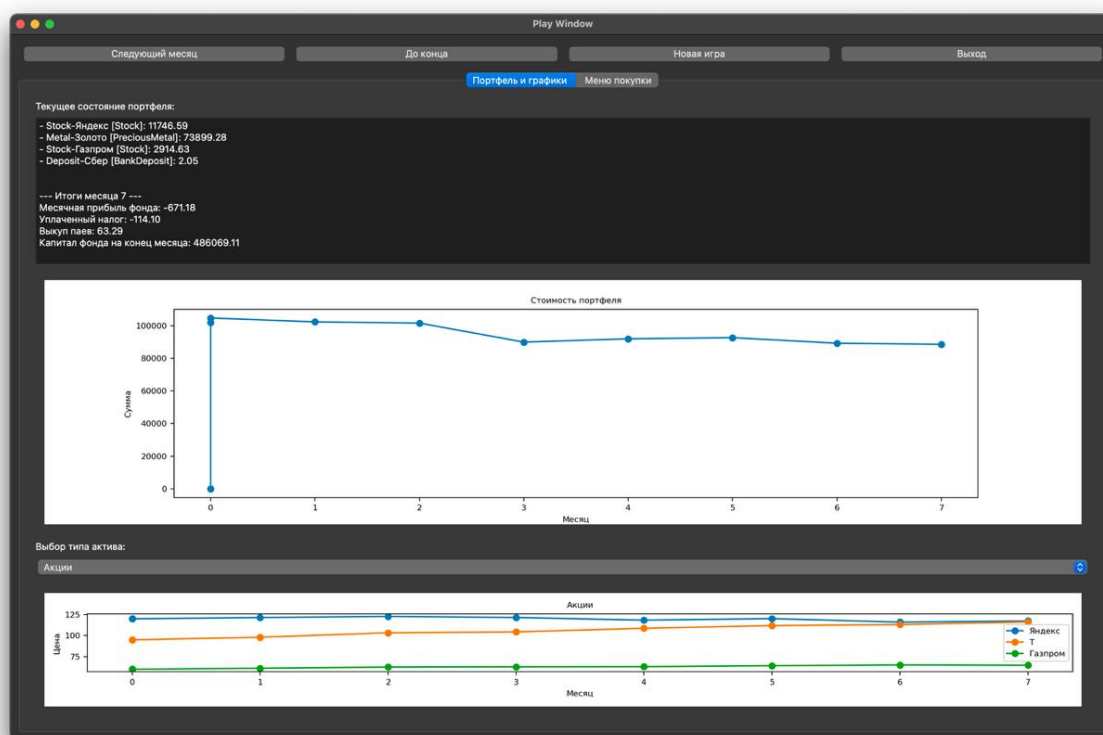 Play Window
Следующий месяц
До конца
Новая игра
Выход
Портфель и графики
Меню покупки
Текущее состояние портфеля:
- Stock-Яндекс [Stock]: 11746.59
- Metal-Золото [PreciousMetal]: 73899.28
- Stock-Газпром [Stock]: 2914.63
- Deposit-Сбер [BankDeposit]: 2.05
--- Итоги месяца 7 ---
Месячная прибыль фонда: -671.18
Уплаченный налог: -114.10
Выкуп паев: 63.29
Капитал фонда на конец месяца: 486069.11
Стоимость портфеля
Сумма
100000
80000
60000
40000
20000
0
0 1 2 3 4 5 6 7
Месяц
Выбор типа актива:
Акции
Акции
Цена
125
100
75
Яндекс
Т
Газпром
0 1 2 3 4 5 6 7
Месяц